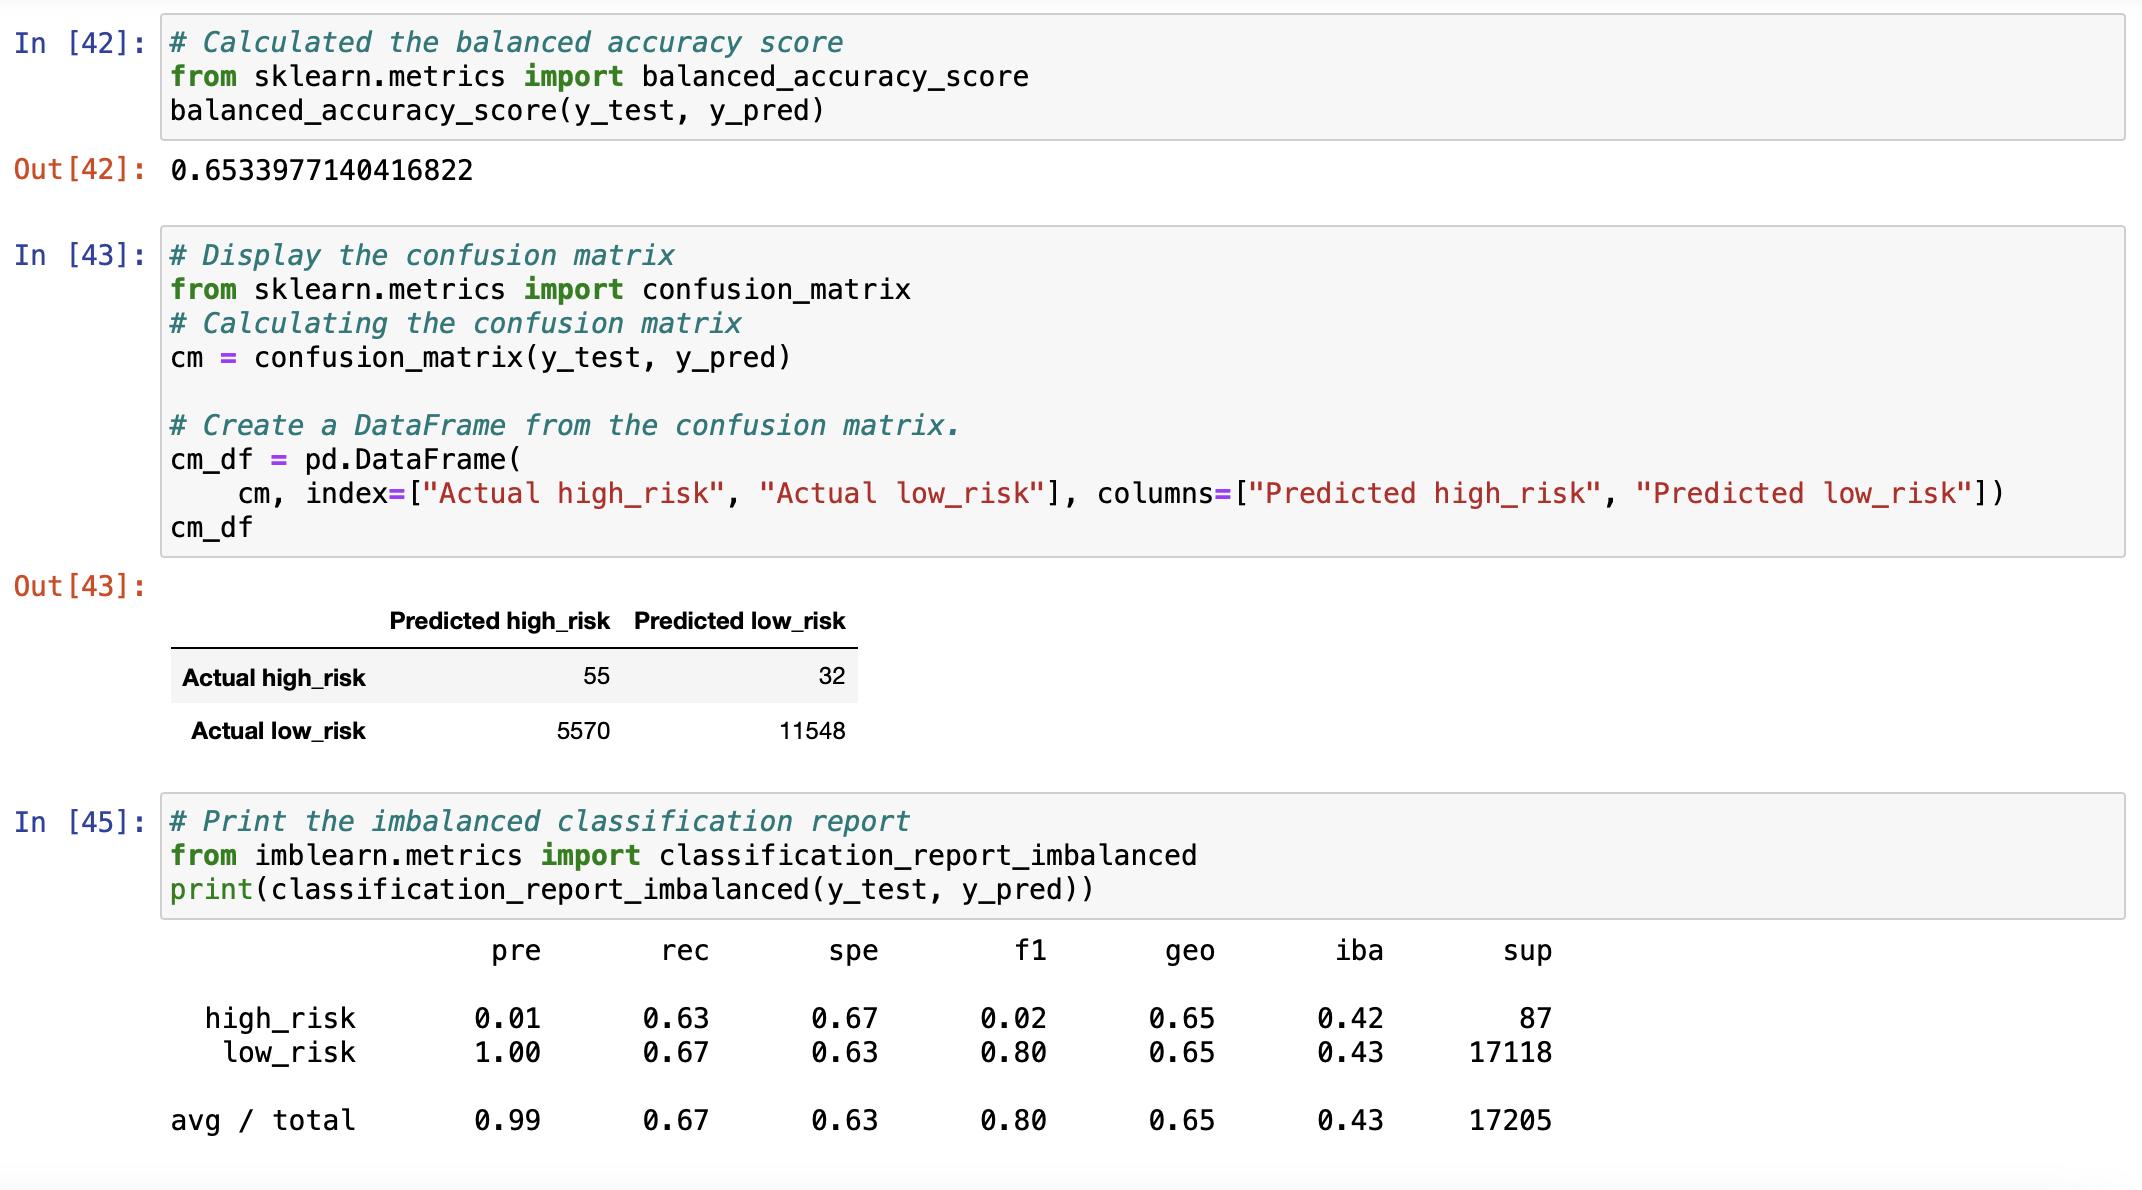 In [42]: # Calculated the balanced accuracy score
from sklearn.metrics import balanced_accuracy_score
balanced_accuracy_score(y_test, y_pred)
Out[42]: 0.6533977140416822
In [43]: # Display the confusion matrix
from sklearn.metrics import confusion_matrix
# Calculating the confusion matrix
cm = confusion_matrix(y_test, y_pred)
# Create a DataFrame from the confusion matrix.
cm_df = pd.DataFrame(
cm, index=["Actual high_risk", "Actual low_risk"], columns=["Predicted high_risk", "Predicted low_risk"])
cm_df
Out[43]:
Predicted high_risk Predicted low_risk
Actual high_risk 55 32
Actual low_risk 5570 11548
In [45]: # Print the imbalanced classification report
from imblearn.metrics import classification_report_imbalanced
print(classification_report_imbalanced(y_test, y_pred))
pre rec spe f1 geo iba sup
high_risk 0.01 0.63 0.67 0.02 0.65 0.42 87
low_risk 1.00 0.67 0.63 0.80 0.65 0.43 17118
avg / total 0.99 0.67 0.63 0.80 0.65 0.43 17205